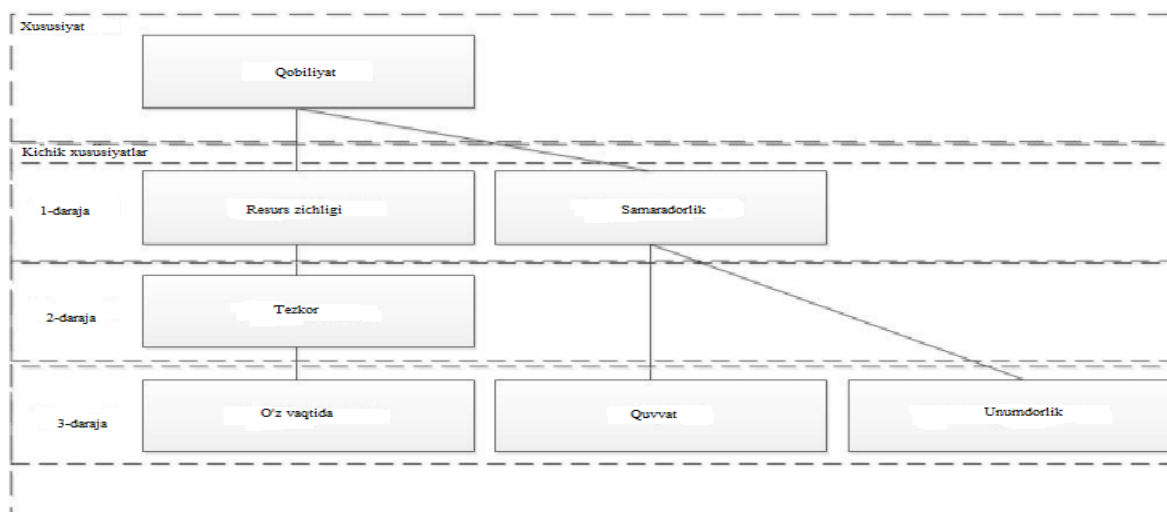 Xususiyat
Qobiliyat
Kichik xususiyatlar
1-daraja
Resurs zichligi
Samaradorlik
2-daraja
Tezkor
3-daraja
O'z vaqtida
Quvvat
Unumdorlik